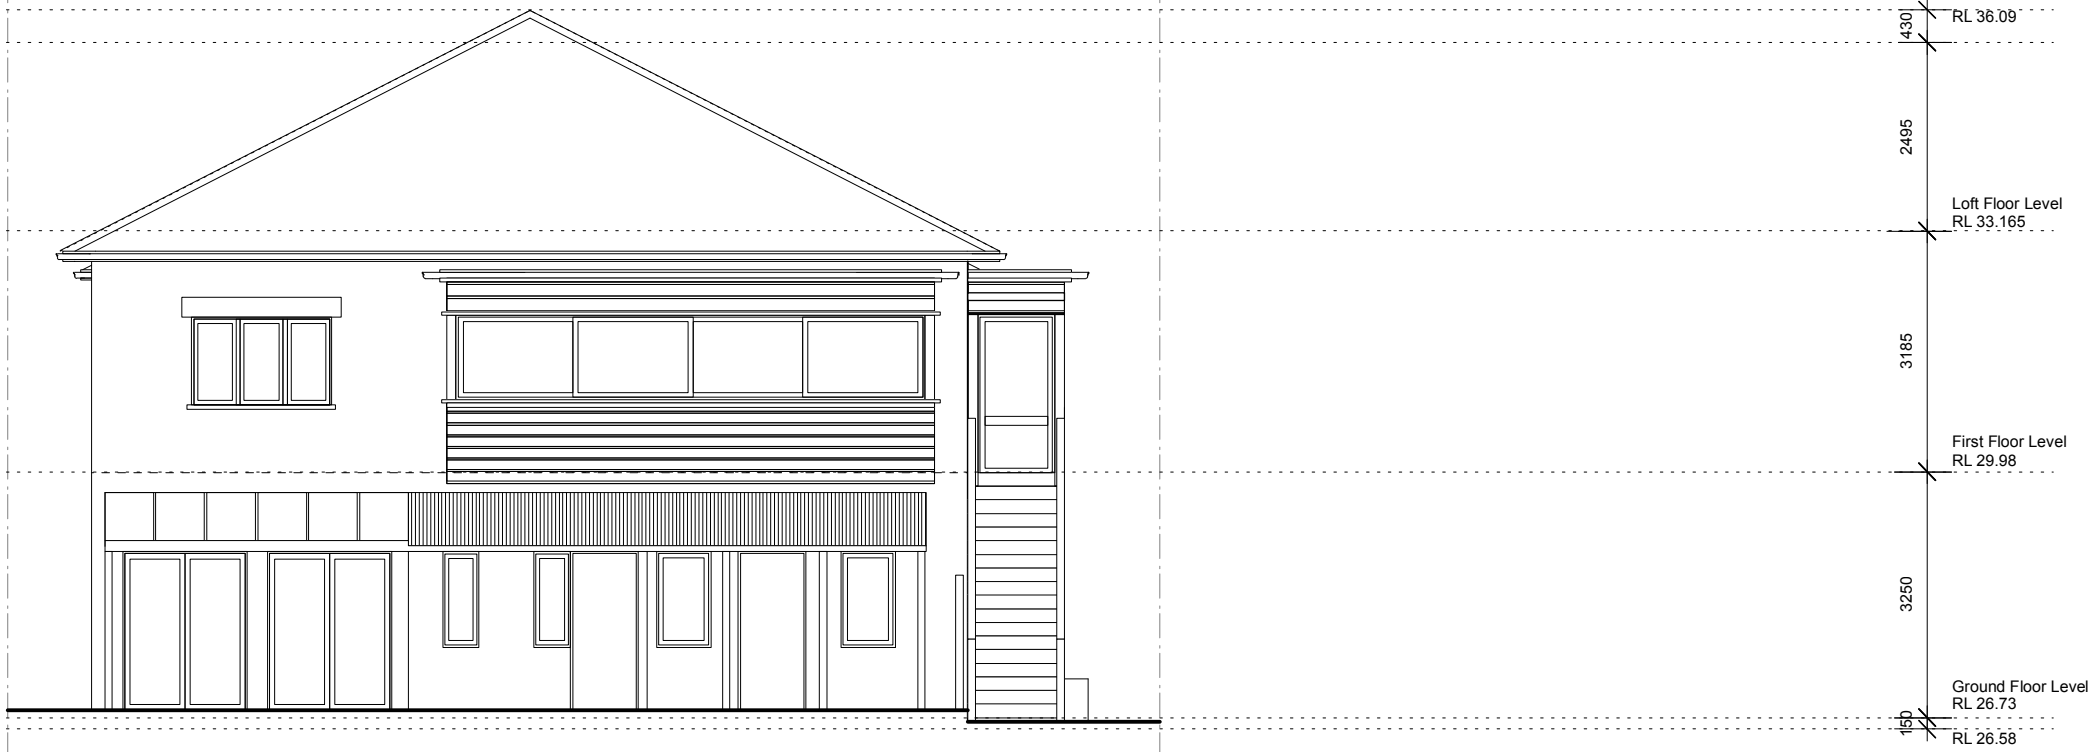 430
RL 36.09
2495
Loft Floor Level
RL 33.165
3185
First Floor Level
RL 29.98
3250
Ground Floor Level
RL 26.73
150
RL 26.58